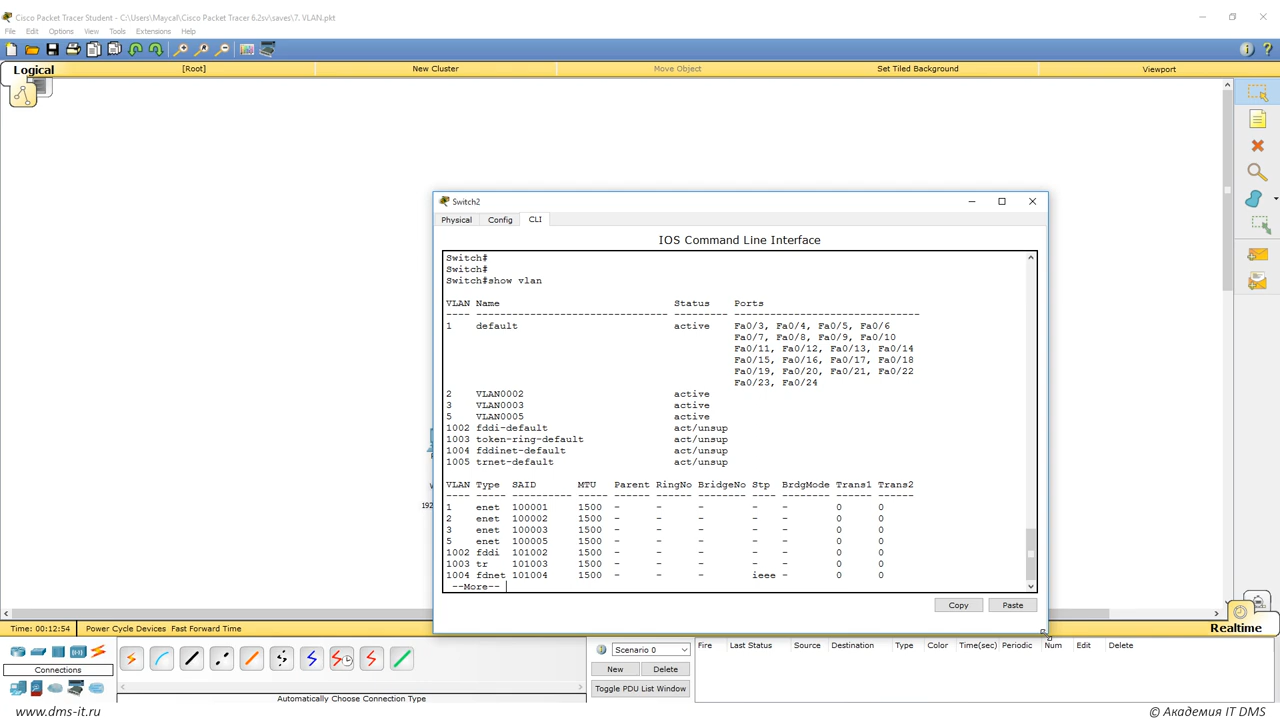 Cisco Packet Tracer Student - C:\Users\Maycal\Cisco Packet Tracer 6.2sv\saves\7. VLAN.pkt
File Edit Options View Tools Extensions Help
Logical [Root] New Cluster Move Object Set Tiled Background Viewport
Switch2
Physical Config CLI
IOS Command Line Interface
Switch#
Switch#
Switch#show vlan
VLAN Name Status Ports
---- -------------------------------- --------- -------------------------------
1 default active Fa0/3, Fa0/4, Fa0/5, Fa0/6
Fa0/7, Fa0/8, Fa0/9, Fa0/10
Fa0/11, Fa0/12, Fa0/13, Fa0/14
Fa0/15, Fa0/16, Fa0/17, Fa0/18
Fa0/19, Fa0/20, Fa0/21, Fa0/22
Fa0/23, Fa0/24
2 VLAN0002 active
3 VLAN0003 active
5 VLAN0005 active
1002 fddi-default act/unsup
1003 token-ring-default act/unsup
1004 fddinet-default act/unsup
1005 trnet-default act/unsup
VLAN Type SAID MTU Parent RingNo BridgeNo Stp BrdgMode Trans1 Trans2
---- ----- ---------- ----- ------ ------ -------- ---- -------- ------ ------
1 enet 100001 1500 - - - - - 0 0
2 enet 100002 1500 - - - - - 0 0
3 enet 100003 1500 - - - - - 0 0
5 enet 100005 1500 - - - - - 0 0
1002 fddi 101002 1500 - - - - - 0 0
1003 tr 101003 1500 - - - - - 0 0
1004 fdnet 101004 1500 - - - ieee - 0 0
--More--
Copy Paste
192
Time: 00:12:54 Power Cycle Devices Fast Forward Time Realtime
Scenario 0
Fire Last Status Source Destination Type Color Time(sec) Periodic Num Edit Delete
Connections
New Delete
Toggle PDU List Window
Automatically Choose Connection Type
www.dms-it.ru
© Академия IT DMS